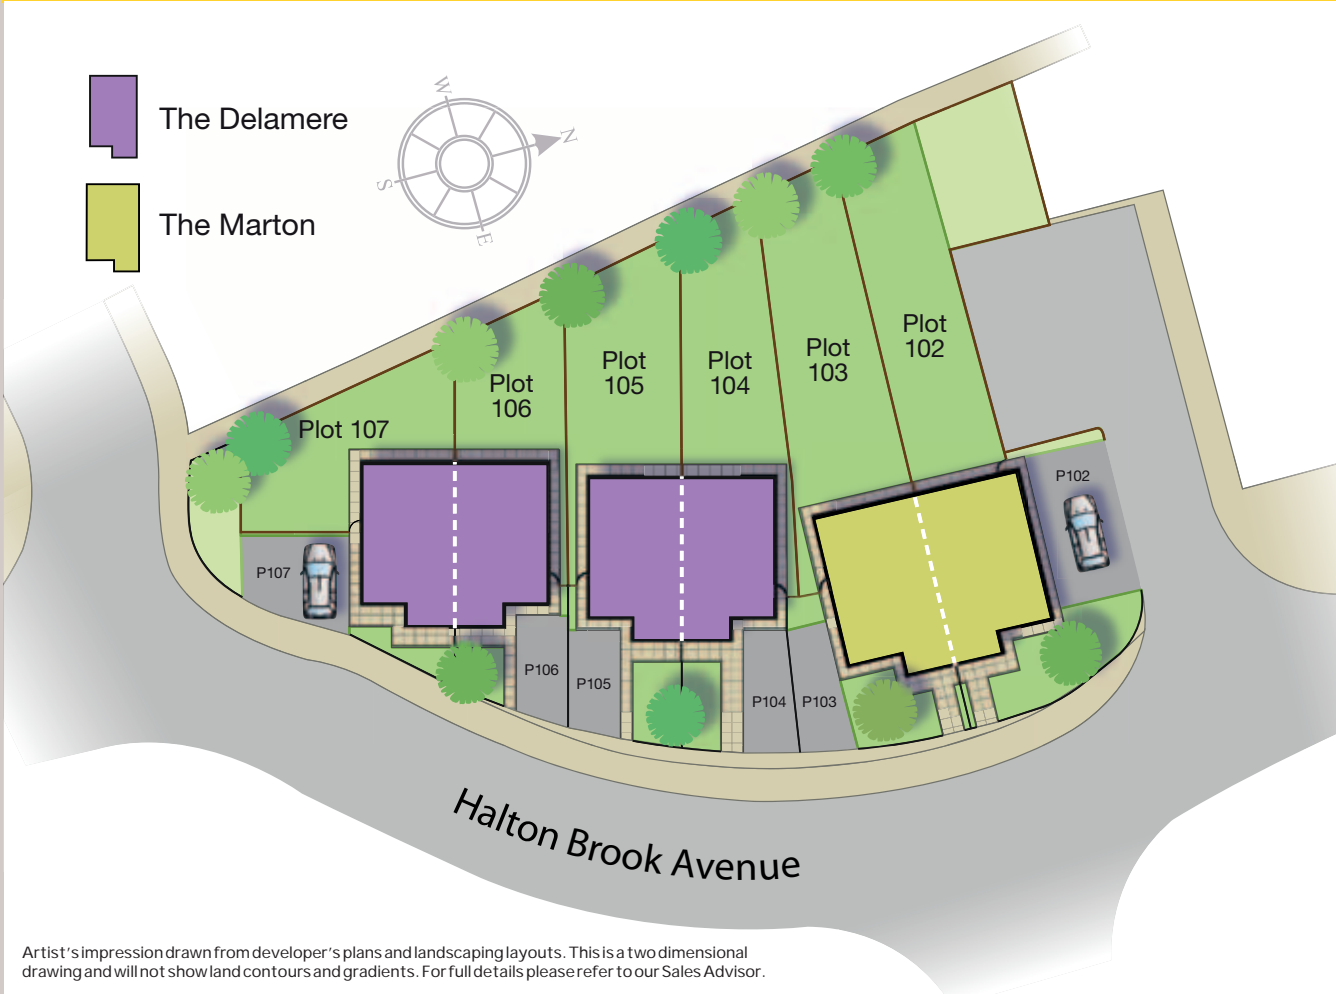 The Delamere
The Marton
W
N
S
E
Plot
102
Plot
103
Plot
104
Plot
105
Plot
106
Plot 107
P102
P107
P106
P105
P104
P103
Halton Brook Avenue
Artist's impression drawn from developer's plans and landscaping layouts. This is a two dimensional
drawing and will not show land contours and gradients. For full details please refer to our Sales Advisor.